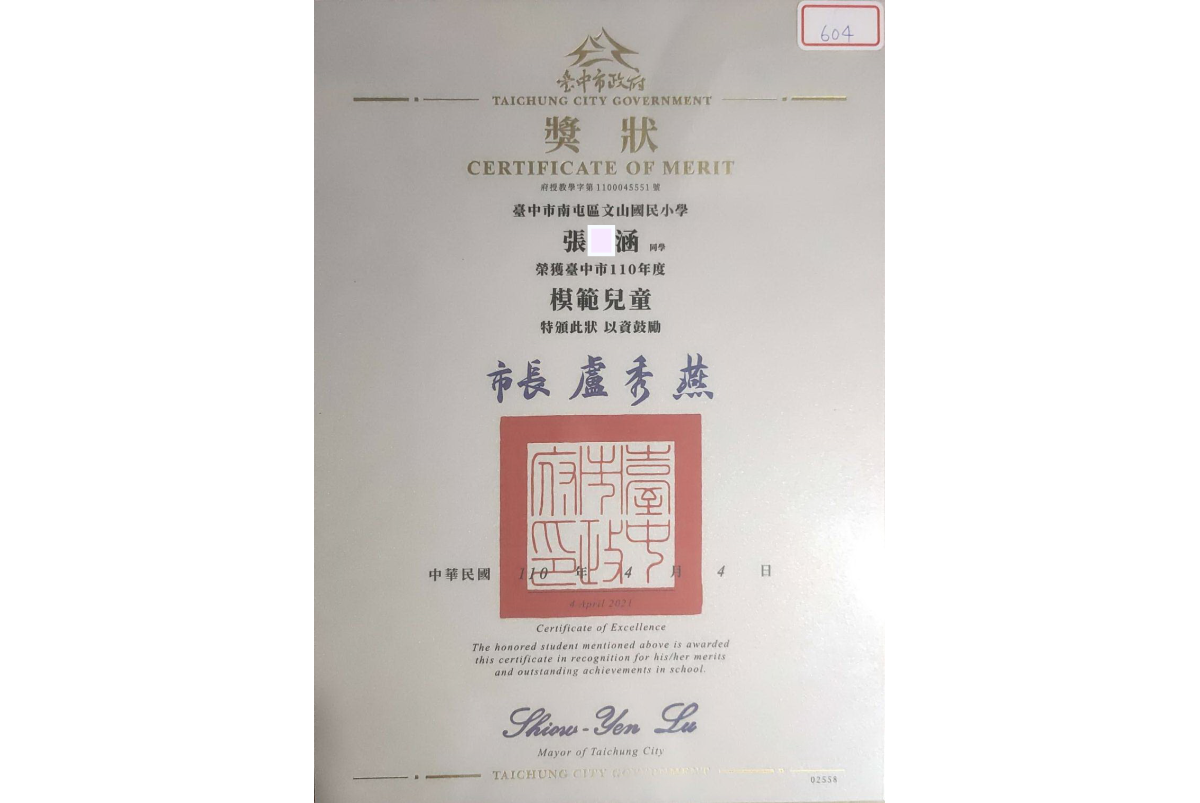 604
臺中市政府
TAICHUNG CITY GOVERNMENT
獎 狀
CERTIFICATE OF MERIT
府授教學字第1100045551號
臺中市南屯區文山國民小學
張 涵 同學
榮獲臺中市110年度
模範兒童
特頒此狀 以資鼓勵
市長 盧秀燕
臺中市政府印
中華民國 110 年 4 月 4 日
4 April 2021
Certificate of Excellence
The honored student mentioned above is awarded
this certificate in recognition for his/her merits
and outstanding achievements in school.
Shiow-Yen Lu
Mayor of Taichung City
TAICHUNG CITY GOVERNMENT
02558